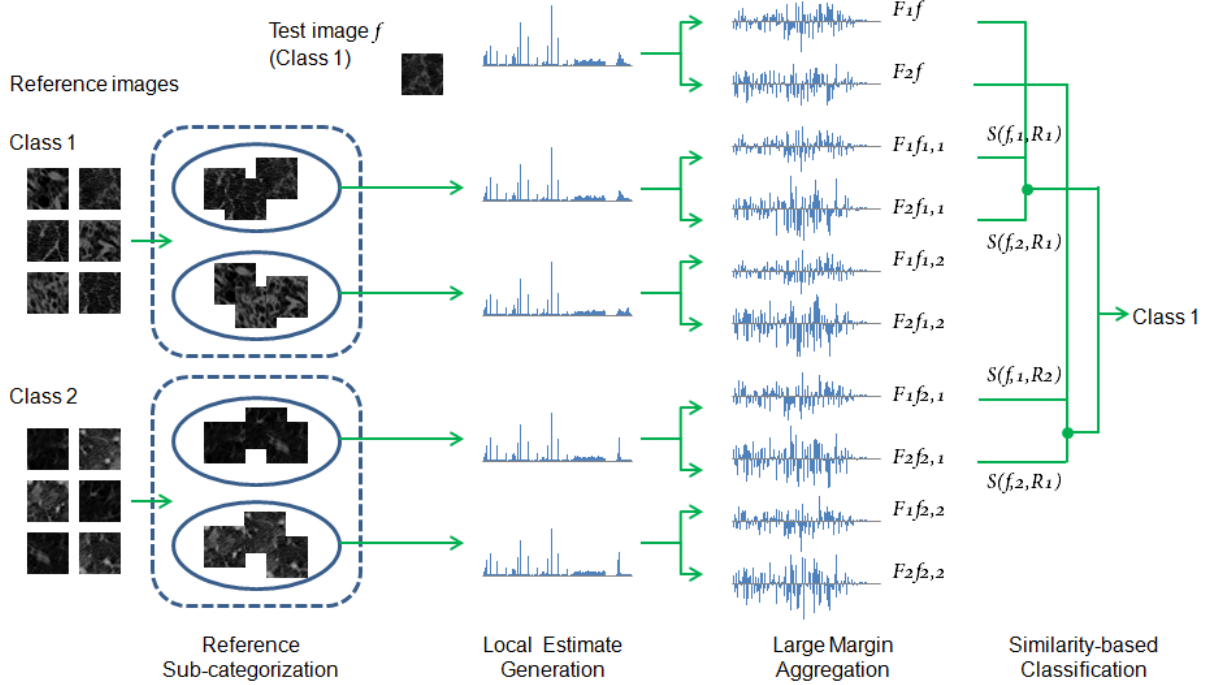 Test image f
(Class 1)
Reference images
Class 1
Class 2
F1f
F2f
F1f1,1
F2f1,1
F1f1,2
F2f1,2
F1f2,1
F2f2,1
F1f2,2
F2f2,2
S(f,1,R1)
S(f,2,R1)
S(f,1,R2)
S(f,2,R1)
Class 1
Reference
Sub-categorization
Local Estimate
Generation
Large Margin
Aggregation
Similarity-based
Classification